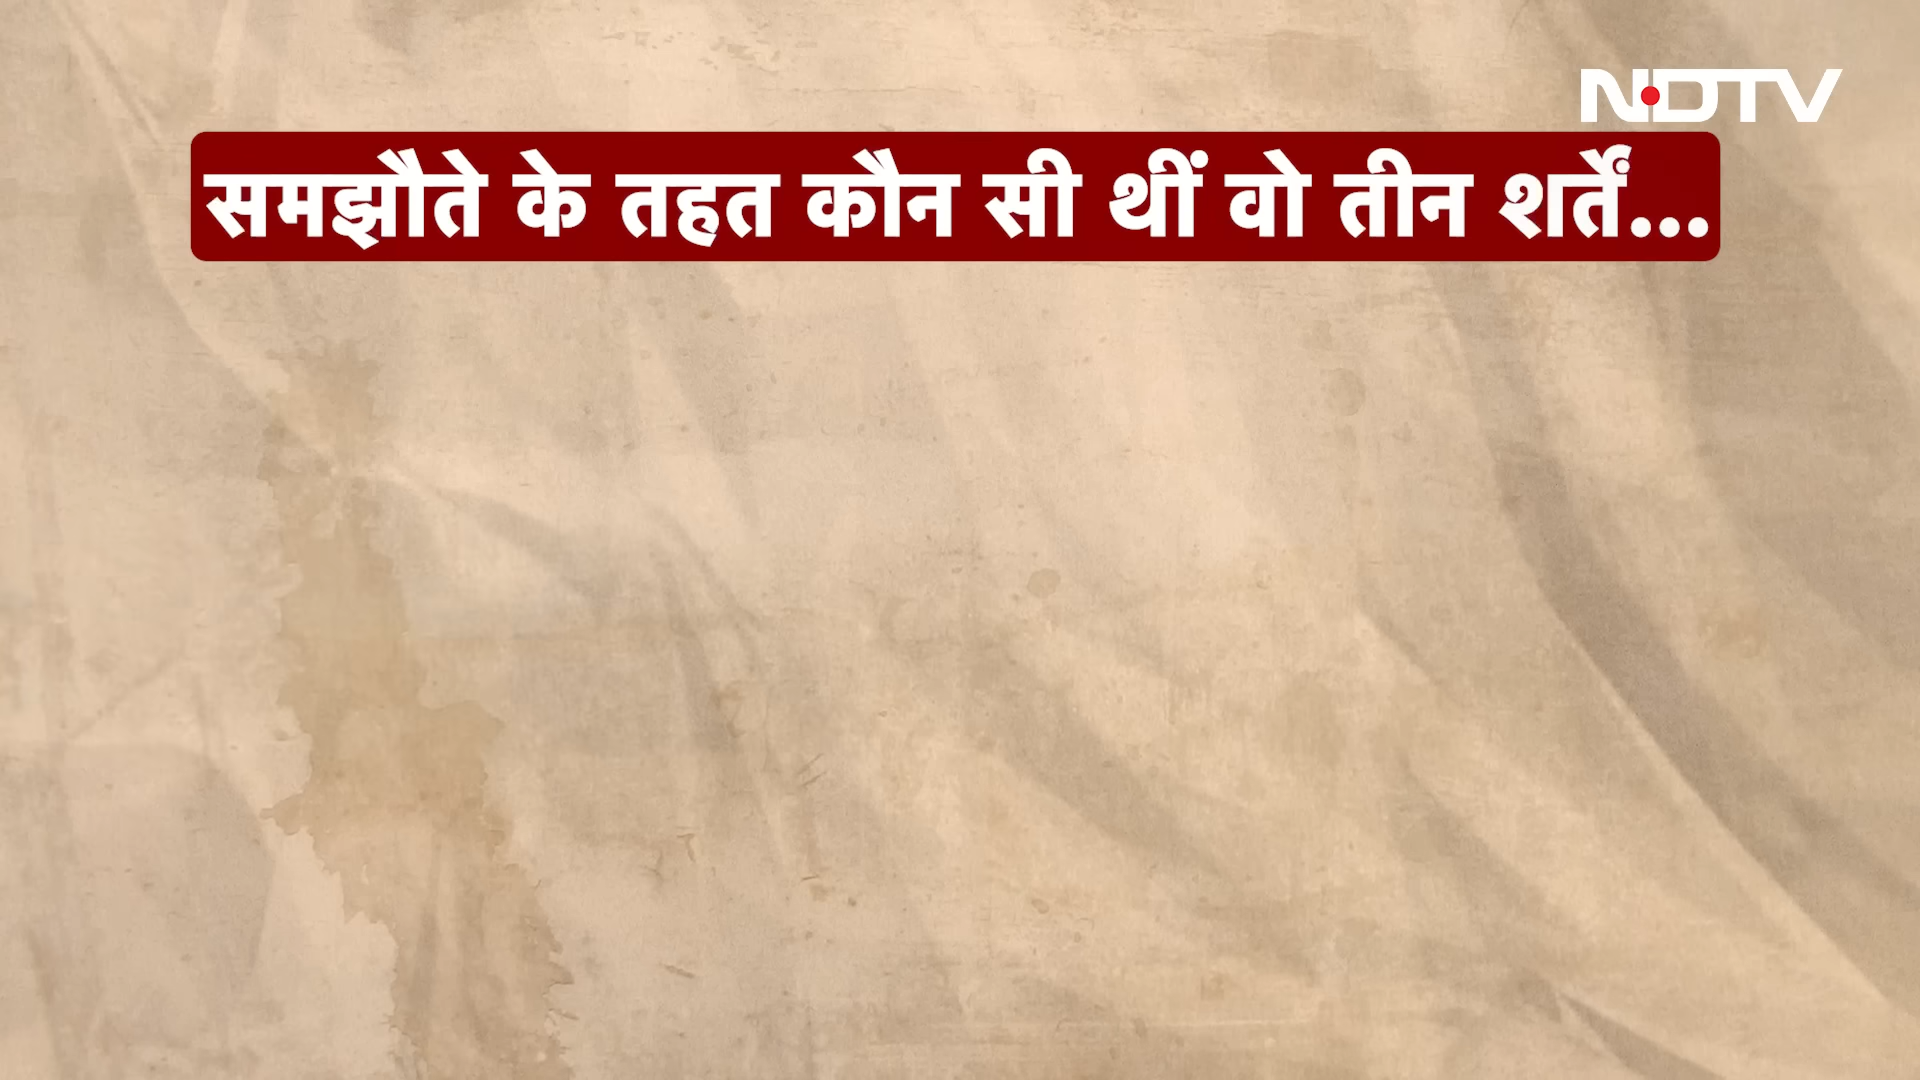 NDTV
समझौते के तहत कौन सी थीं वो तीन शर्तें...